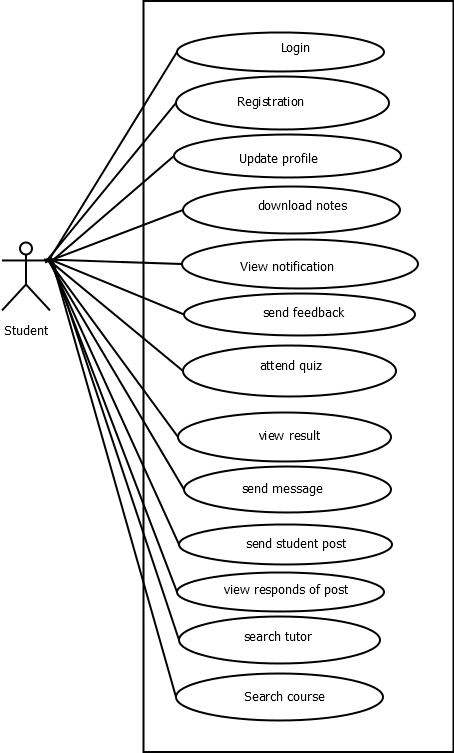 Login
Registration
Update profile
download notes
View notification
send feedback
Student
attend quiz
view result
send message
send student post
view responds of post
search tutor
Search course